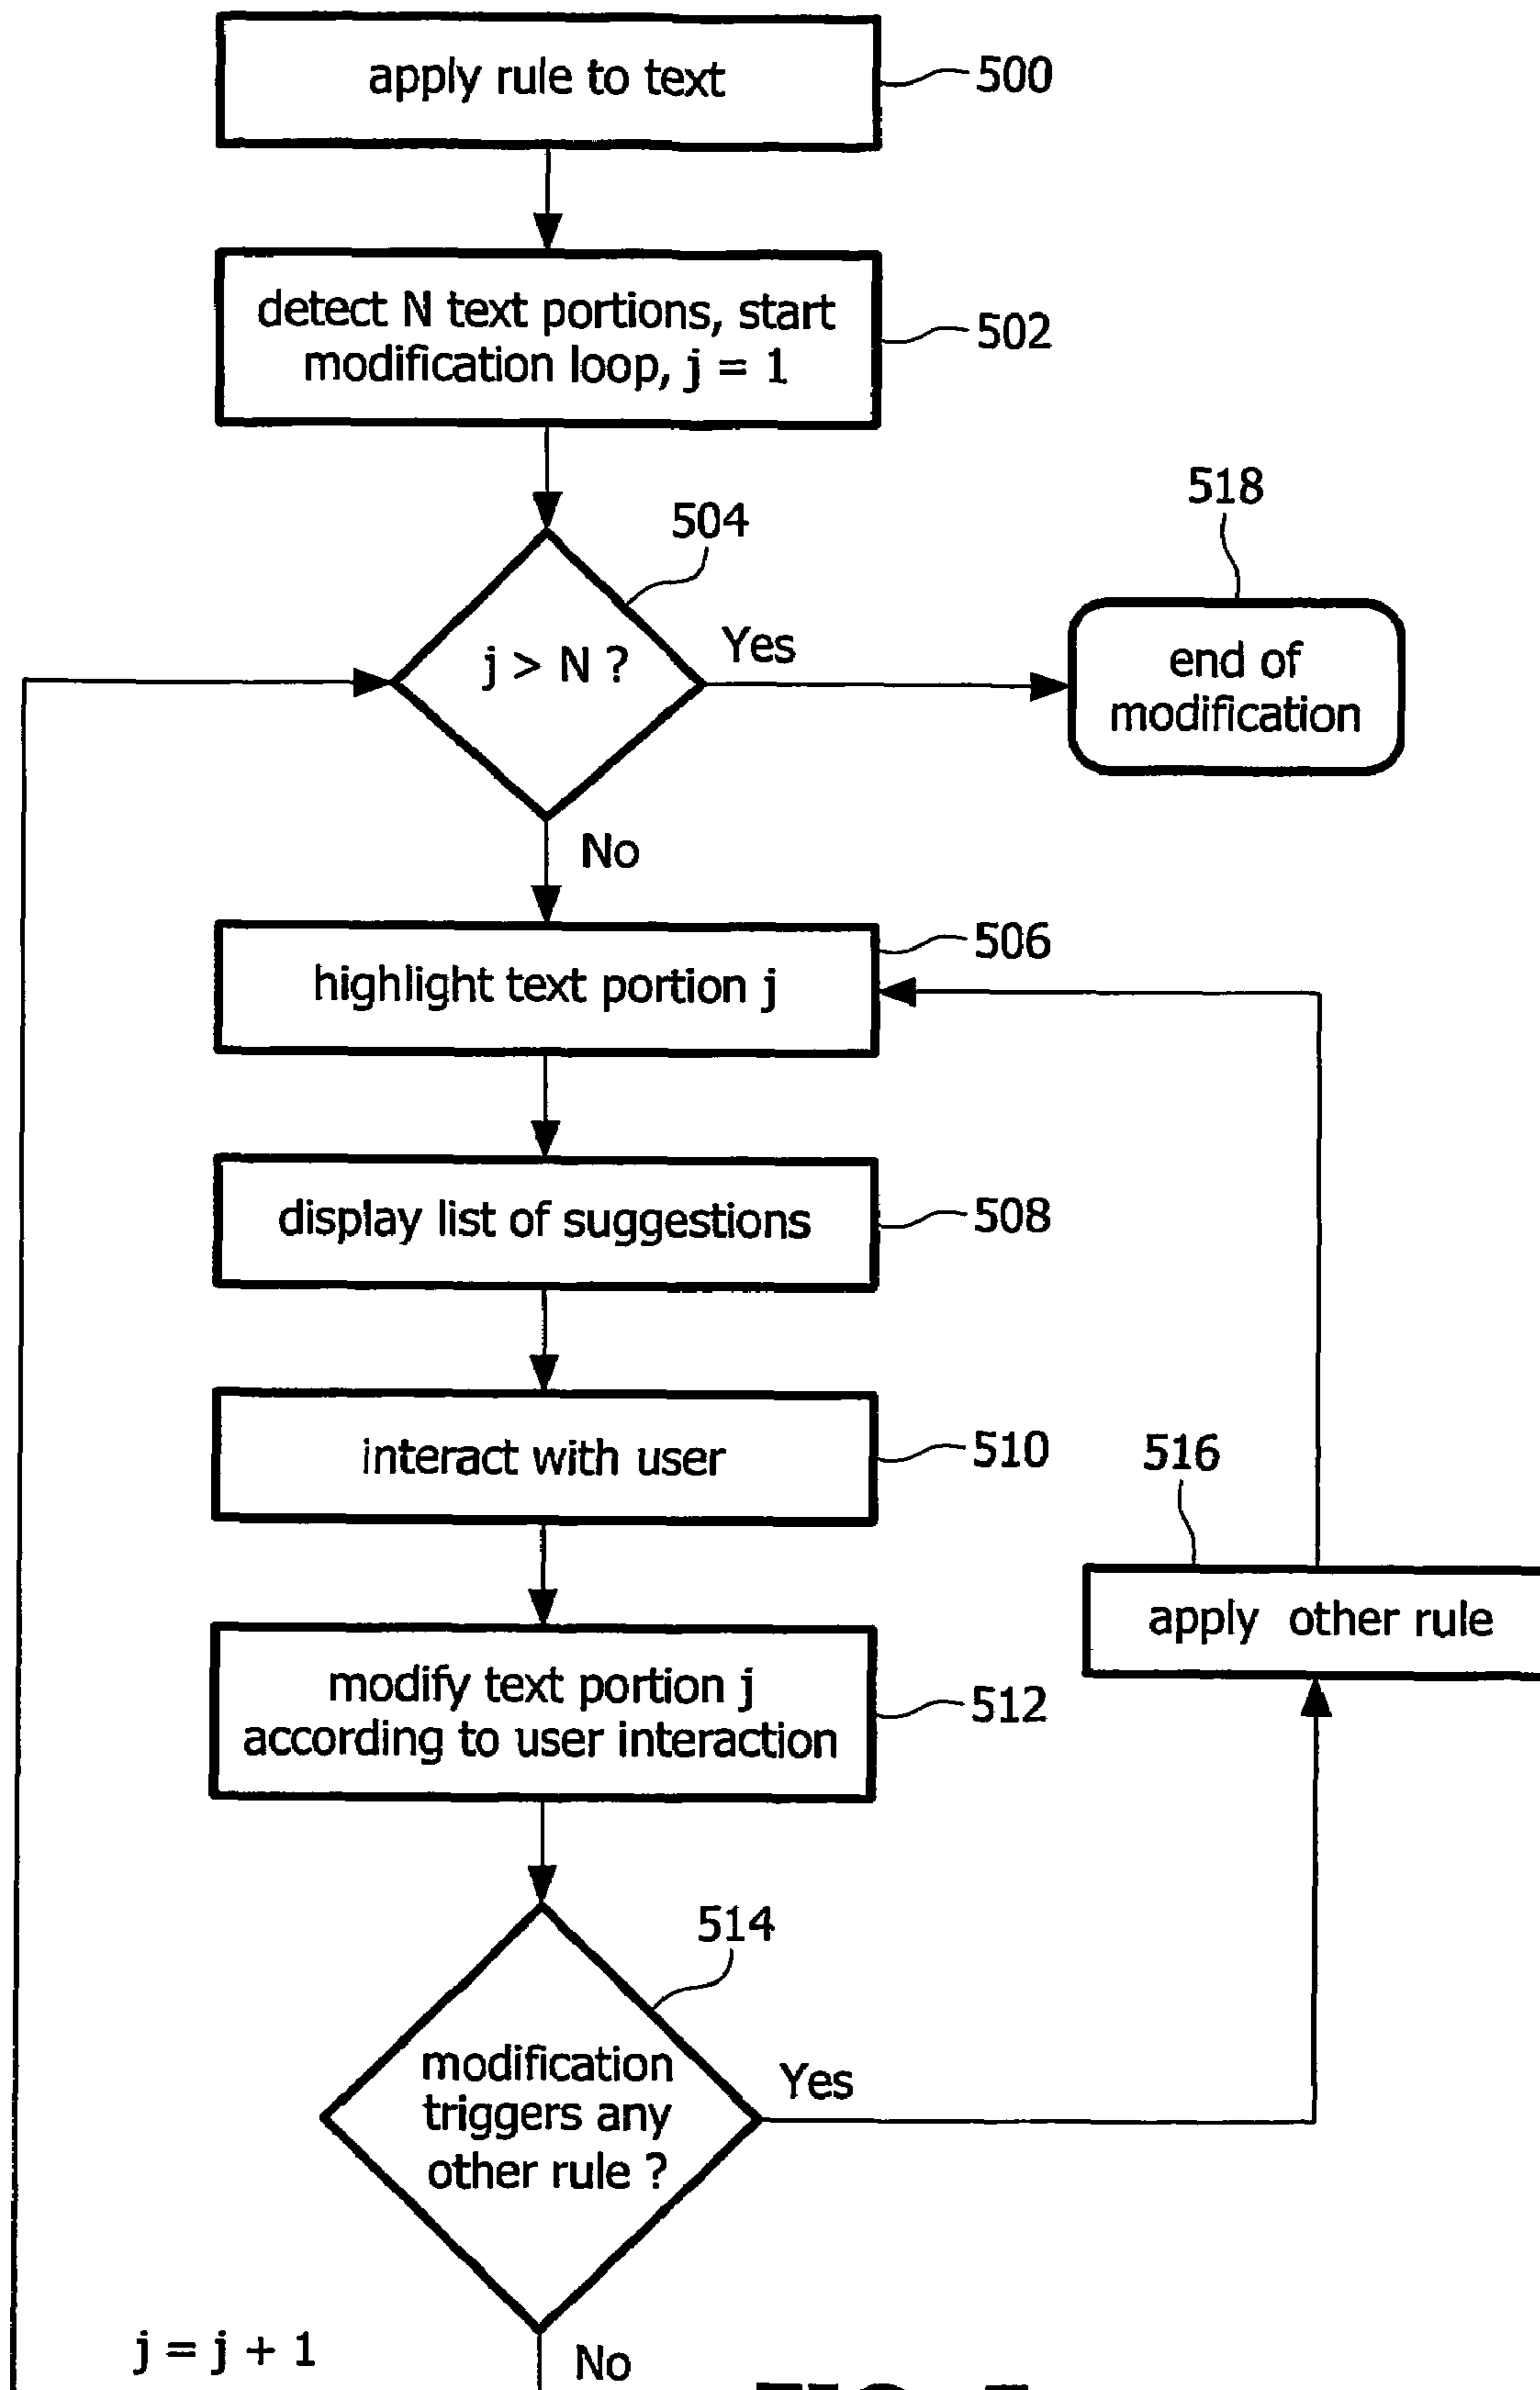 apply rule to text
500
detect N text portions, start
modification loop, j = 1
502
504
518
j > N ?
Yes
end of
modification
No
506
highlight text portion j
display list of suggestions
508
interact with user
510
516
apply other rule
modify text portion j
according to user interaction
512
514
modification
triggers any
other rule ?
Yes
j = j + 1
No